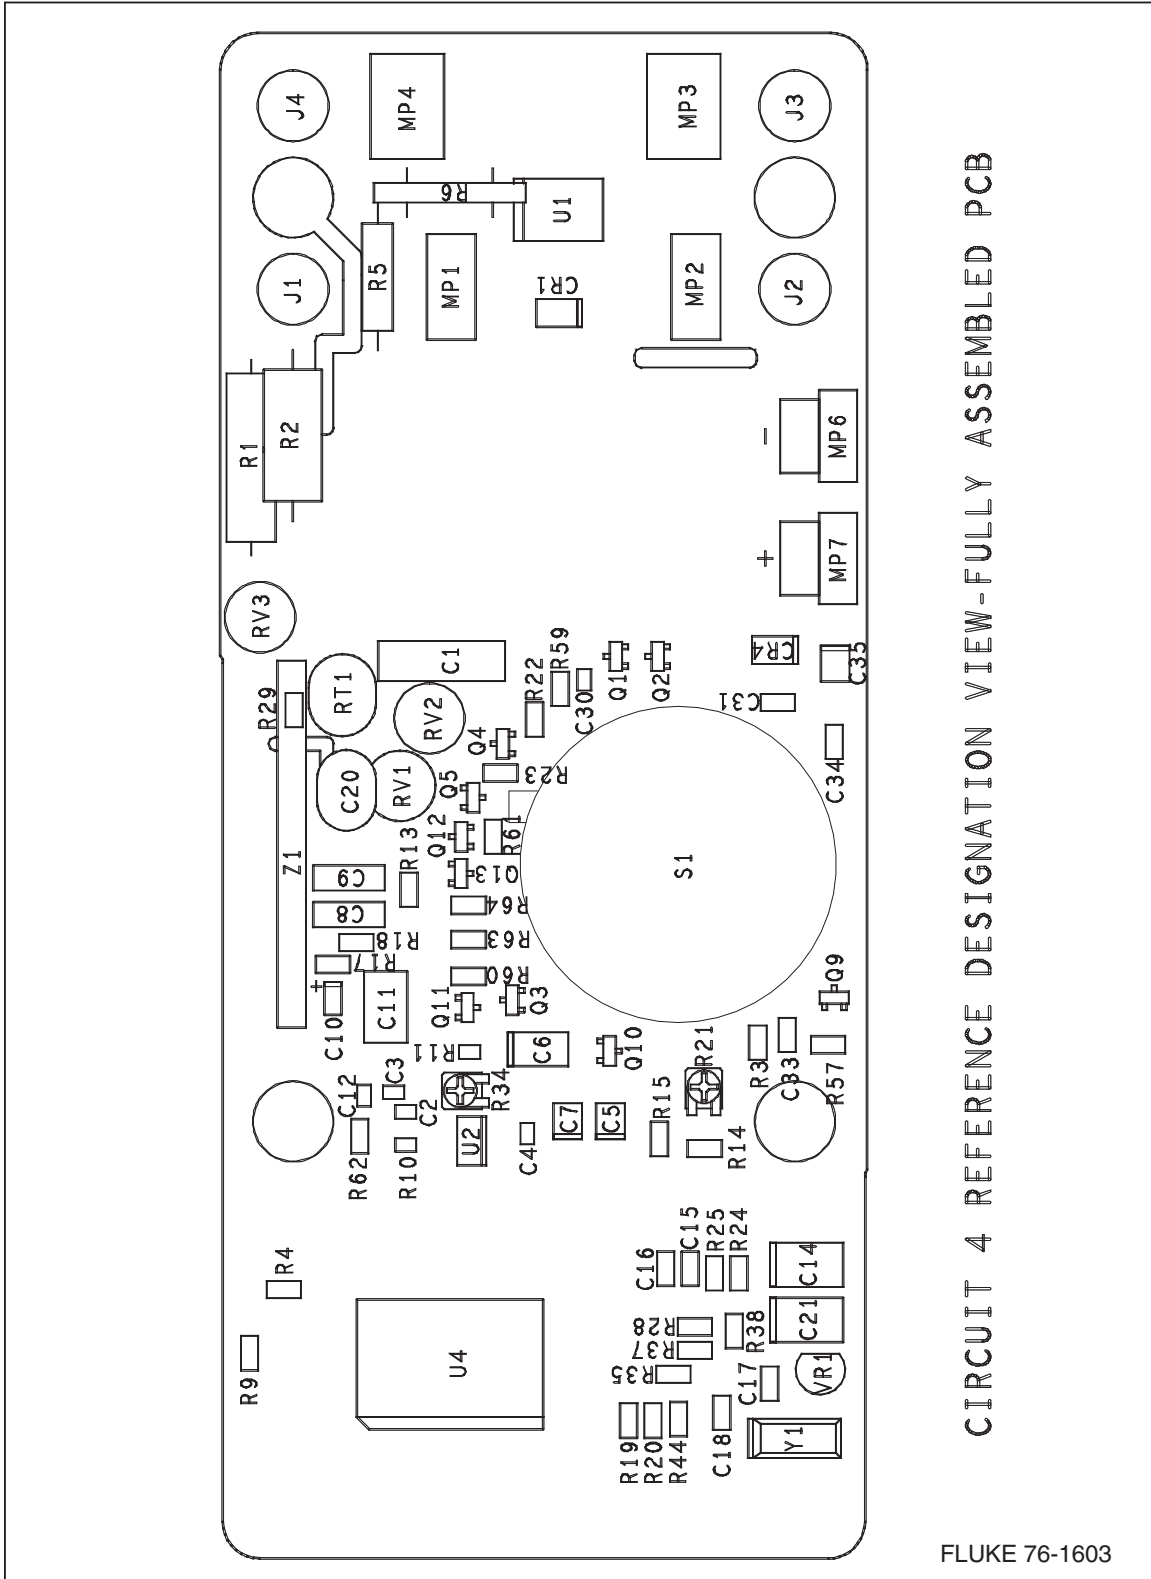 J4
MP4
MP3
J3
R6
U1
J1
R5
MP1
CR1
MP2
J2
R1
R2
-
MP6
+
MP7
RV3
R29
RT1
C1
RV2
R22
R59
C30
Q1
Q2
CR4
C35
C31
Q4
C34
R23
Q5
C20
RV1
Q12
R61
Z1
R13
C9
Q13
S1
C8
R64
R18
R63
R17
R60
Q9
+
C10
C11
Q11
Q3
R11
C6
Q10
R21
R3
C33
R57
C12
C3
R34
C2
U2
C7
C5
R15
C4
R14
R62
R10
R4
C16
C15
R25
R24
C14
R28
R38
C21
R9
U4
R37
R35
C17
VR1
R19
R20
R44
C18
Y1
CIRCUIT 4 REFERENCE DESIGNATION VIEW-FULLY ASSEMBLED PCB
FLUKE 76-1603